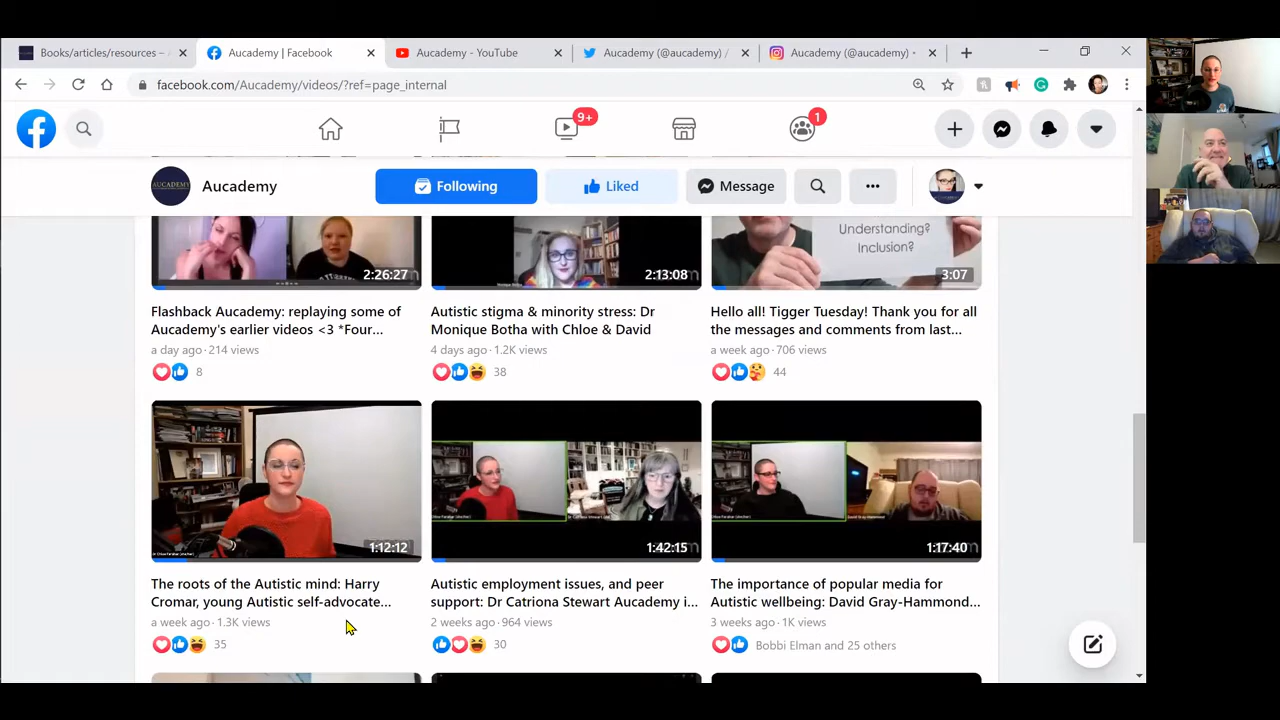 Books/articles/resources –
Aucademy | Facebook
Aucademy - YouTube
Aucademy (@aucademy) /
Aucademy (@aucademy) •
facebook.com/Aucademy/videos/?ref=page_internal
9+
1
AUCADEMY
Aucademy
Following
Liked
Message
Understanding?
Inclusion?
2:26:27
2:13:08
3:07
Flashback Aucademy: replaying some of
Aucademy's earlier videos <3 *Four...
a day ago · 214 views
8
Autistic stigma & minority stress: Dr
Monique Botha with Chloe & David
4 days ago · 1.2K views
38
Hello all! Tigger Tuesday! Thank you for all
the messages and comments from last...
a week ago · 706 views
44
1:12:12
1:42:15
1:17:40
The roots of the Autistic mind: Harry
Cromar, young Autistic self-advocate...
a week ago · 1.3K views
35
Autistic employment issues, and peer
support: Dr Catriona Stewart Aucademy i...
2 weeks ago · 964 views
30
The importance of popular media for
Autistic wellbeing: David Gray-Hammond...
3 weeks ago · 1K views
Bobbi Elman and 25 others